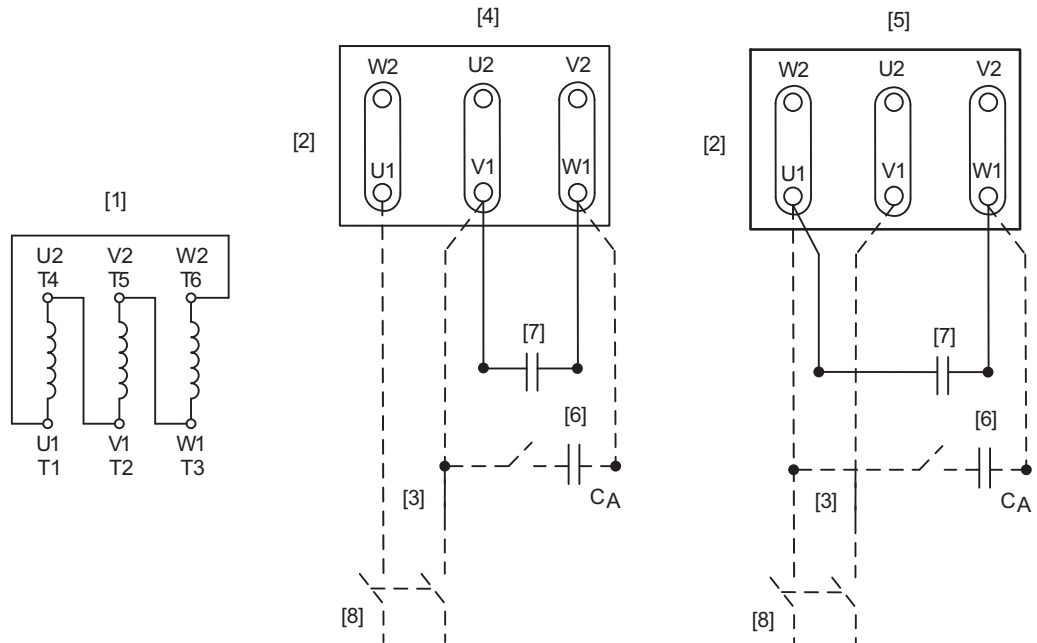 [1]
U2 V2 W2
T4 T5 T6
U1 V1 W1
T1 T2 T3
[4]
W2 U2 V2
[2]
U1 V1 W1
[7]
[6]
[3]
CA
[8]
[5]
W2 U2 V2
[2]
U1 V1 W1
[7]
[6]
[3]
CA
[8]